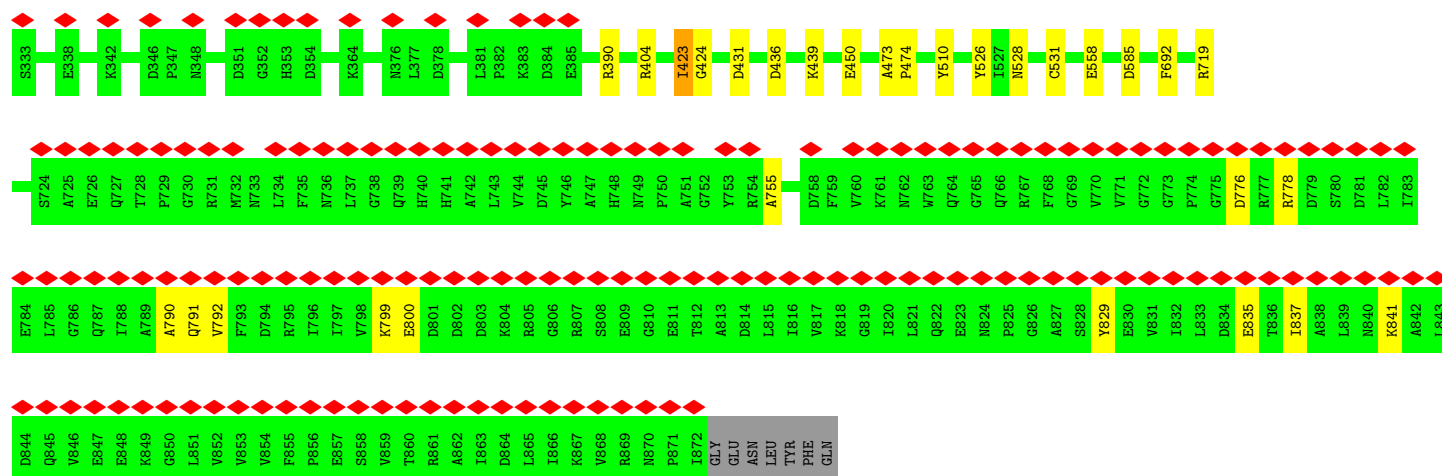 S333 E338 K342 D346 P347 N348 D351 G352 H353 D354 K364 N376 L377 D378 L381 P382 K383 D384 E385 R390 R404 I423 G424 D431 D436 K439 E450 A473 P474 Y510 Y526 I527 N528 C531 E558 D585 F692 R719
S724 A725 E726 Q727 T728 P729 G730 R731 M732 N733 L734 F735 N736 L737 G738 Q739 H740 H741 A742 L743 V744 D745 Y746 A747 H748 N749 P750 A751 G752 Y753 R754 A755 D758 F759 V760 K761 N762 W763 Q764 G765 Q766 R767 F768 G769 V770 V771 G772 G773 P774 G775 D776 R777 R778 D779 S780 D781 L782 I783
E784 L785 G786 Q787 I788 A789 A790 Q791 V792 F793 D794 R795 I796 I797 V798 K799 E800 D801 D802 D803 K804 R805 G806 R807 S808 E809 G810 E811 T812 A813 D814 L815 I816 V817 K818 G819 I820 L821 Q822 E823 N824 P825 G826 A827 S828 Y829 E830 V831 I832 L833 D834 E835 T836 I837 A838 L839 N840 K841 A842 L843
D844 Q845 V846 E847 E848 K849 G850 L851 V852 V853 V854 F855 P856 E857 S858 V859 T860 R861 A862 I863 D864 L865 I866 K867 V868 R869 N870 P871 I872 GLY GLU ASN LEU TYR PHE GLN